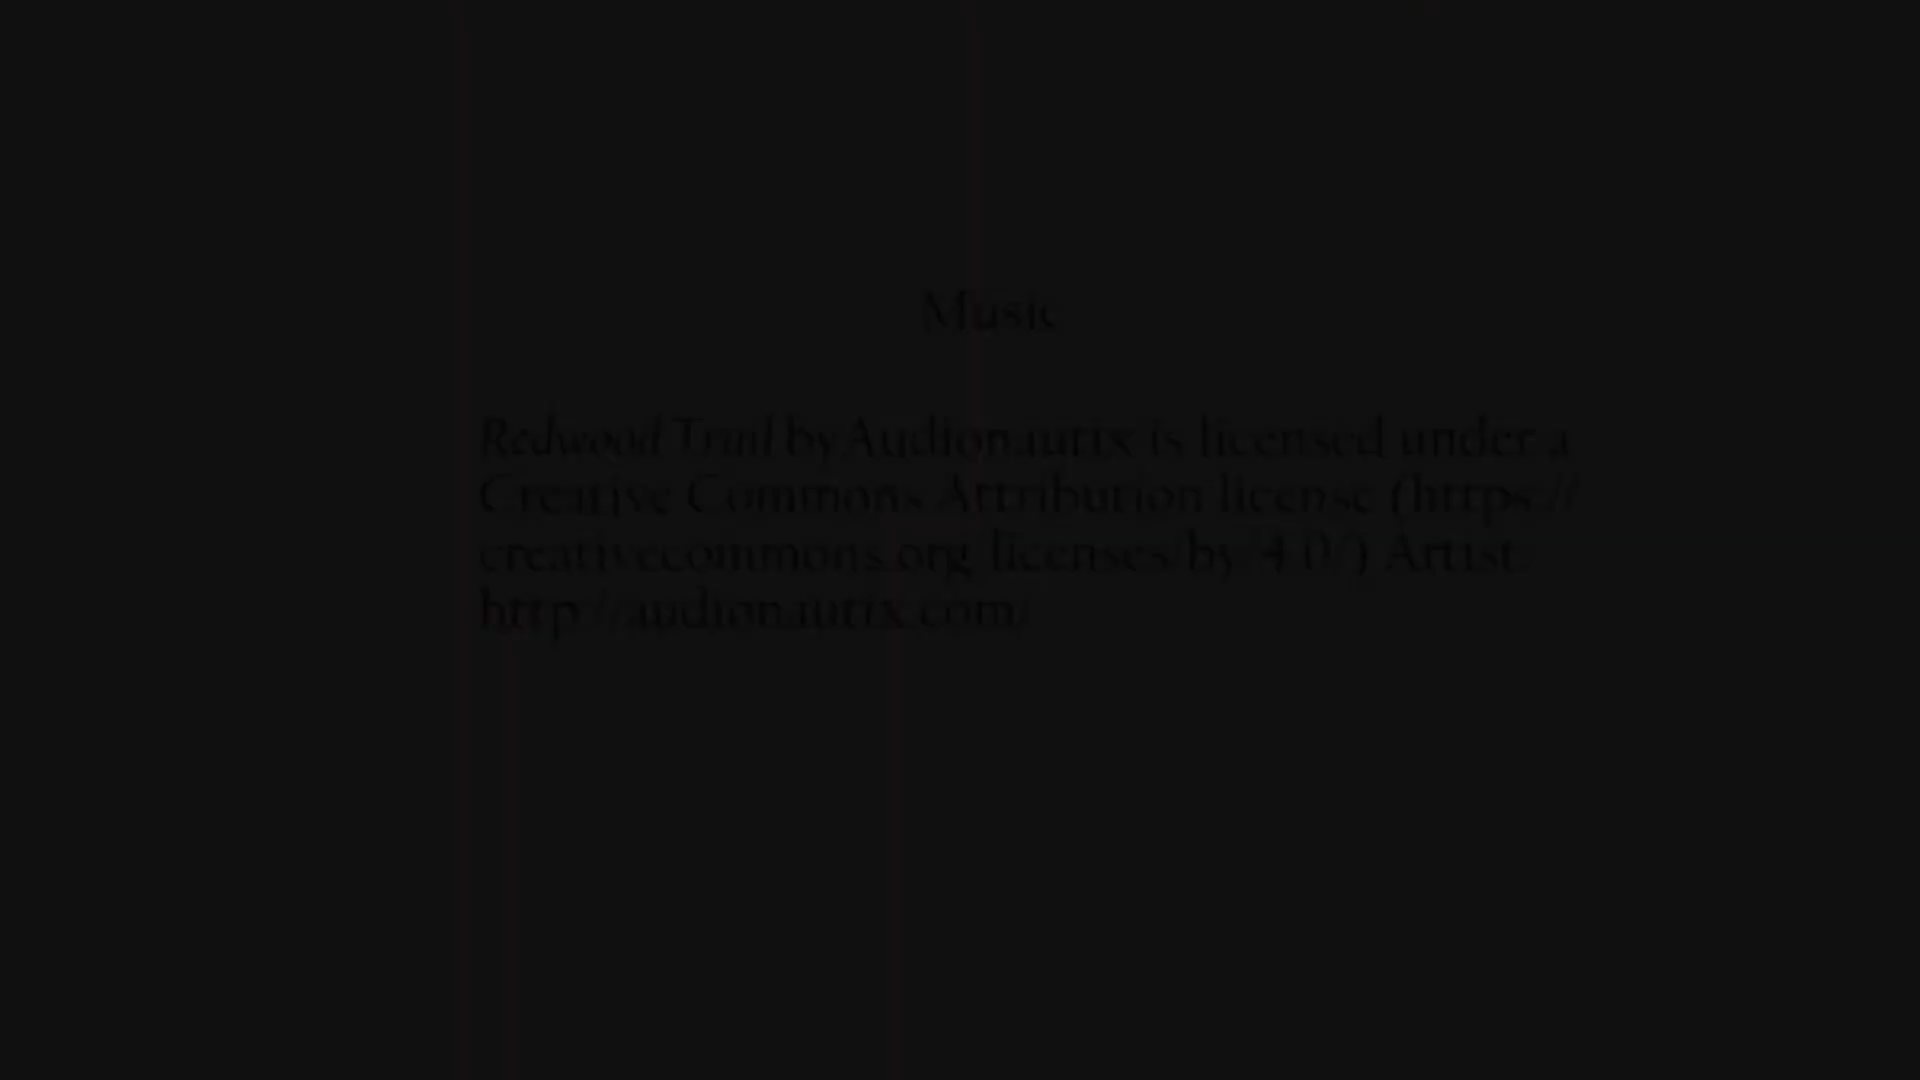 Music
Redwood Trail by Audionautix is licensed under a
Creative Commons Attribution license (https://
creativecommons.org/licenses/by/4.0/) Artist:
http://audionautix.com/